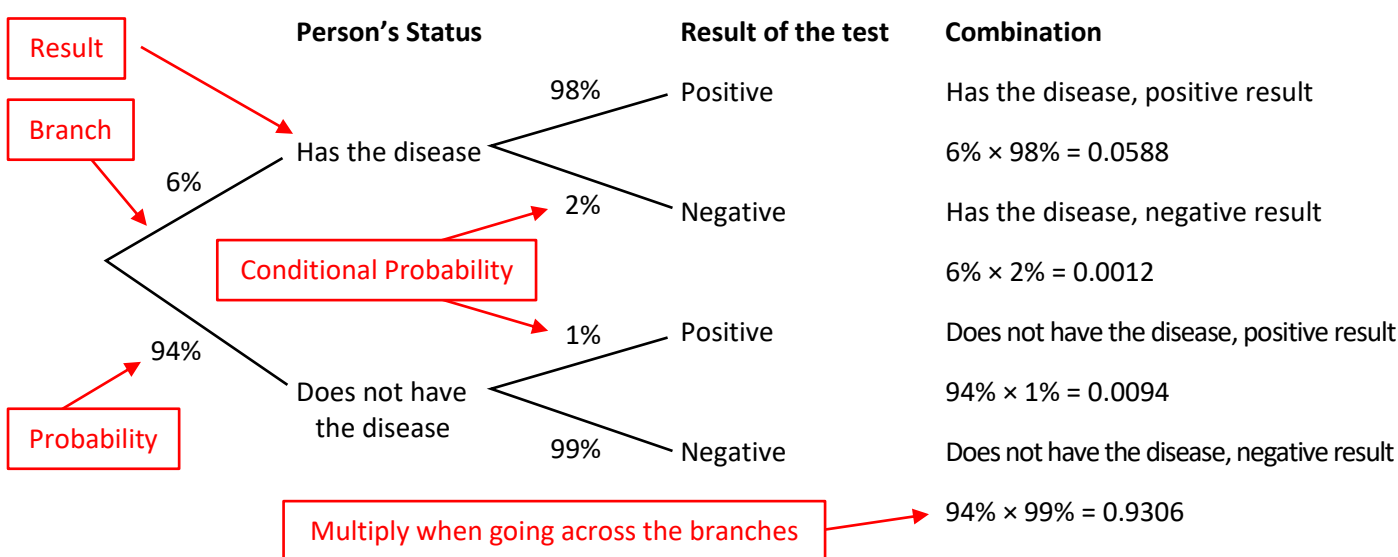 Person’s Status
Result of the test
Combination
Result
98%
Positive
Has the disease, positive result
Branch
Has the disease
6% × 98% = 0.0588
6%
2%
Negative
Has the disease, negative result
Conditional Probability
6% × 2% = 0.0012
1%
Positive
Does not have the disease, positive result
94%
Does not have
the disease
94% × 1% = 0.0094
Probability
99%
Negative
Does not have the disease, negative result
Multiply when going across the branches
94% × 99% = 0.9306